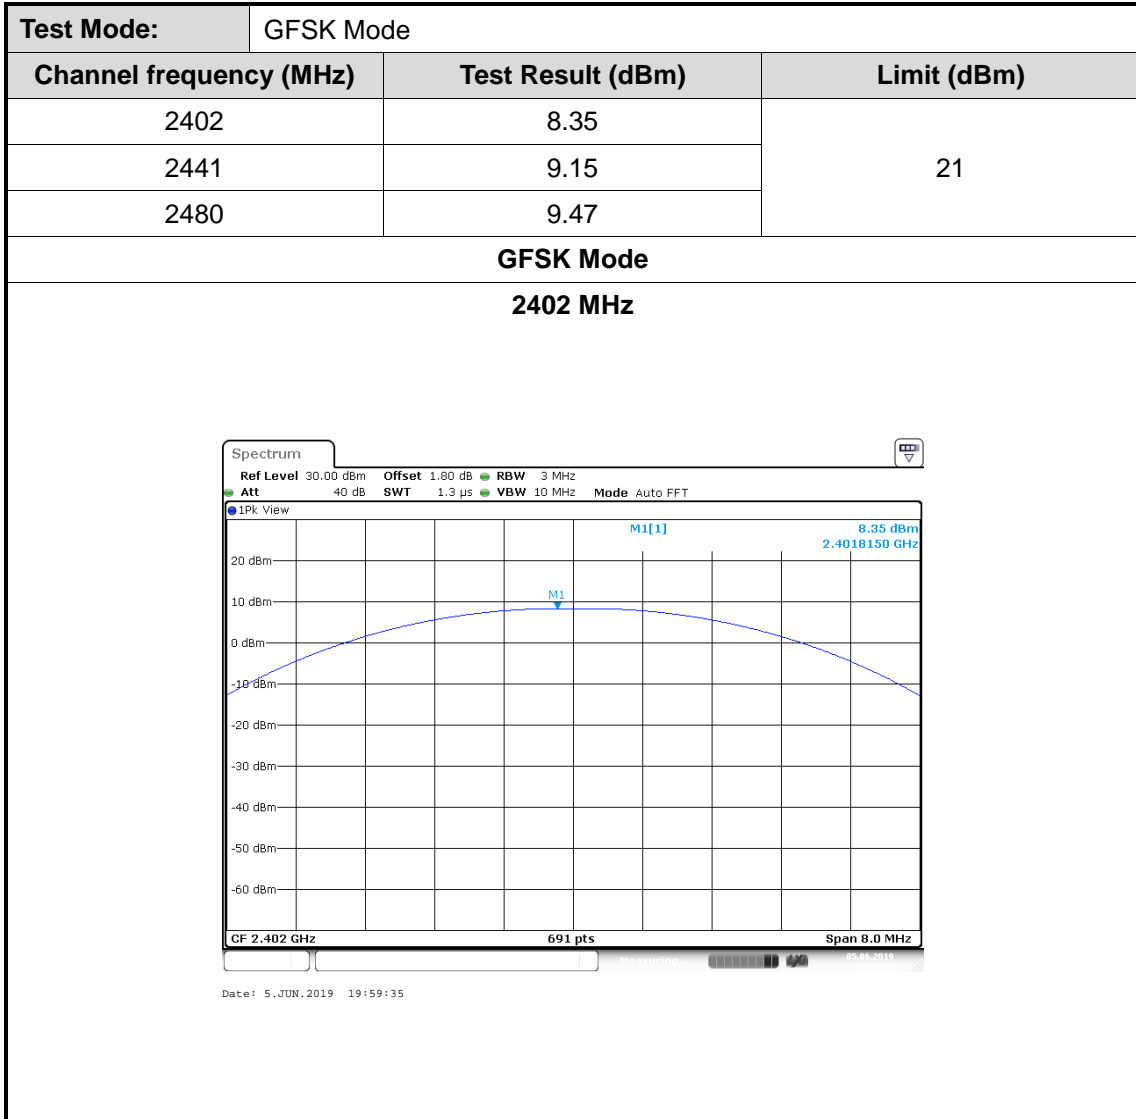 Test Mode: GFSK Mode
Channel frequency (MHz) Test Result (dBm) Limit (dBm)
2402 8.35
2441 9.15 21
2480 9.47
GFSK Mode
2402 MHz
Spectrum
Ref Level 30.00 dBm Offset 1.80 dB RBW 3 MHz
Att 40 dB SWT 1.3 µs VBW 10 MHz Mode Auto FFT
1Pk View
M1[1] 8.35 dBm
2.4018150 GHz
20 dBm
M1
10 dBm
0 dBm
-10 dBm
-20 dBm
-30 dBm
-40 dBm
-50 dBm
-60 dBm
CF 2.402 GHz 691 pts Span 8.0 MHz
Measuring... 05.06.2019
Date: 5.JUN.2019 19:59:35